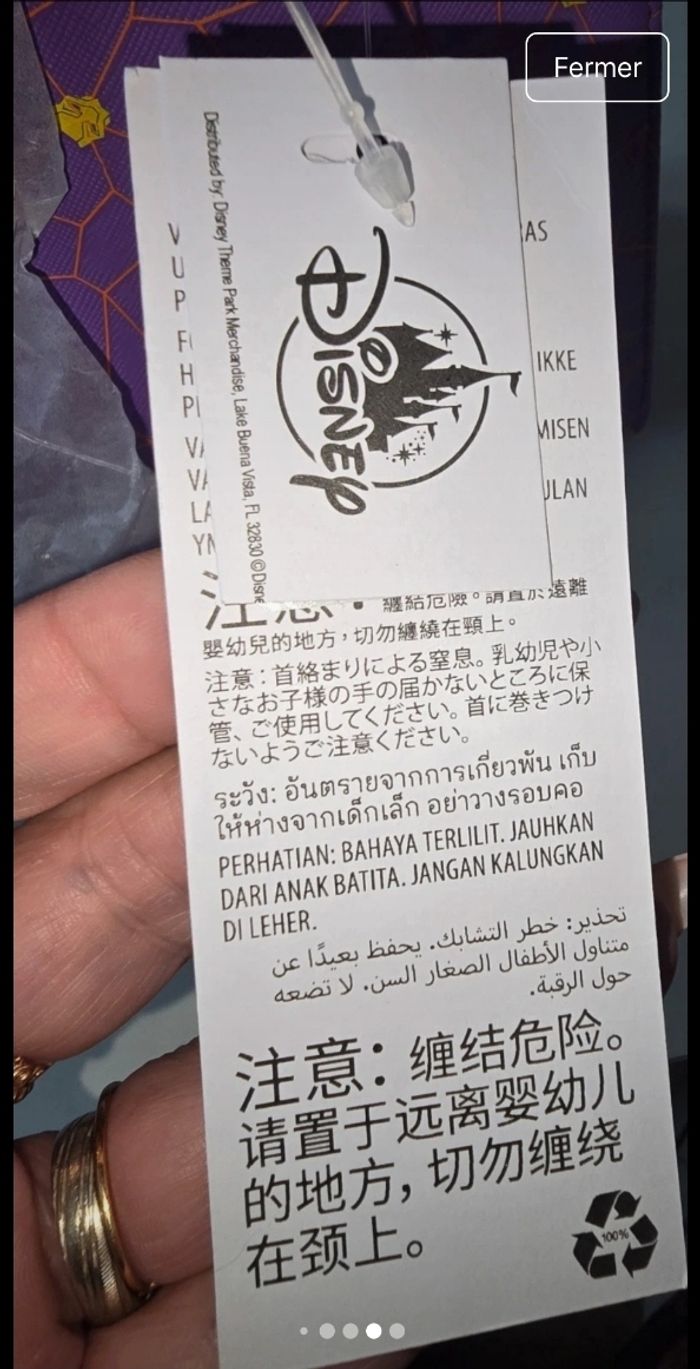 Fermer
Distributed by: Disney Theme Park Merchandise, Lake Buena Vista, FL 32830 ©Disne
Disney
AS
IKKE
MISEN
注意：纏結危險。請置於遠離
嬰幼兒的地方，切勿纏繞在頸上。
注意：首絡まりによる窒息。乳幼児や小
さなお子様の手の届かないところに保
管、ご使用してください。首に巻きつけ
ないようご注意ください。
ระวัง: อันตรายจากการเกี่ยวพัน เก็บ
ให้ห่างจากเด็กเล็ก อย่าวางรอบคอ
PERHATIAN: BAHAYA TERLILIT. JAUHKAN
DARI ANAK BATITA. JANGAN KALUNGKAN
DI LEHER.
تحذير: خطر التشابك. يحفظ بعيدًا عن
متناول الأطفال الصغار السن. لا تضعه
حول الرقبة.
注意：缠结危险。
请置于远离婴幼儿
的地方，切勿缠绕
在颈上。
100%